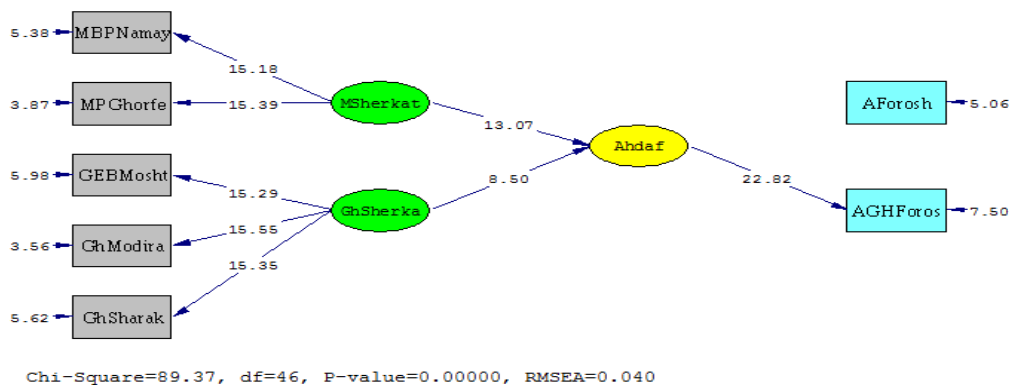 5.38 MBPNamay
15.18
3.87 MPGhorfe 15.39 MSherkat AForosh 5.06
13.07
Ahdaf
5.98 GEBMosht 8.50 22.82
15.29
GhSherka AGHForos 7.50
15.55
3.56 GhModira
15.35
5.62 GhSharak
Chi-Square=89.37, df=46, P-value=0.00000, RMSEA=0.040